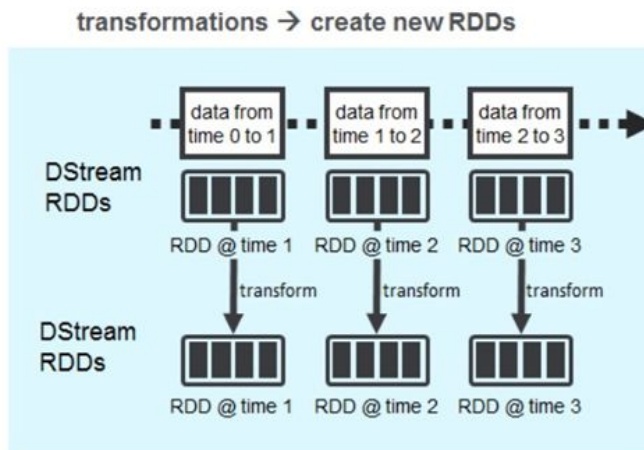 transformations → create new RDDs
data from
time 0 to 1
data from
time 1 to 2
data from
time 2 to 3
DStream
RDDs
RDD @ time 1
RDD @ time 2
RDD @ time 3
transform
transform
transform
DStream
RDDs
RDD @ time 1
RDD @ time 2
RDD @ time 3